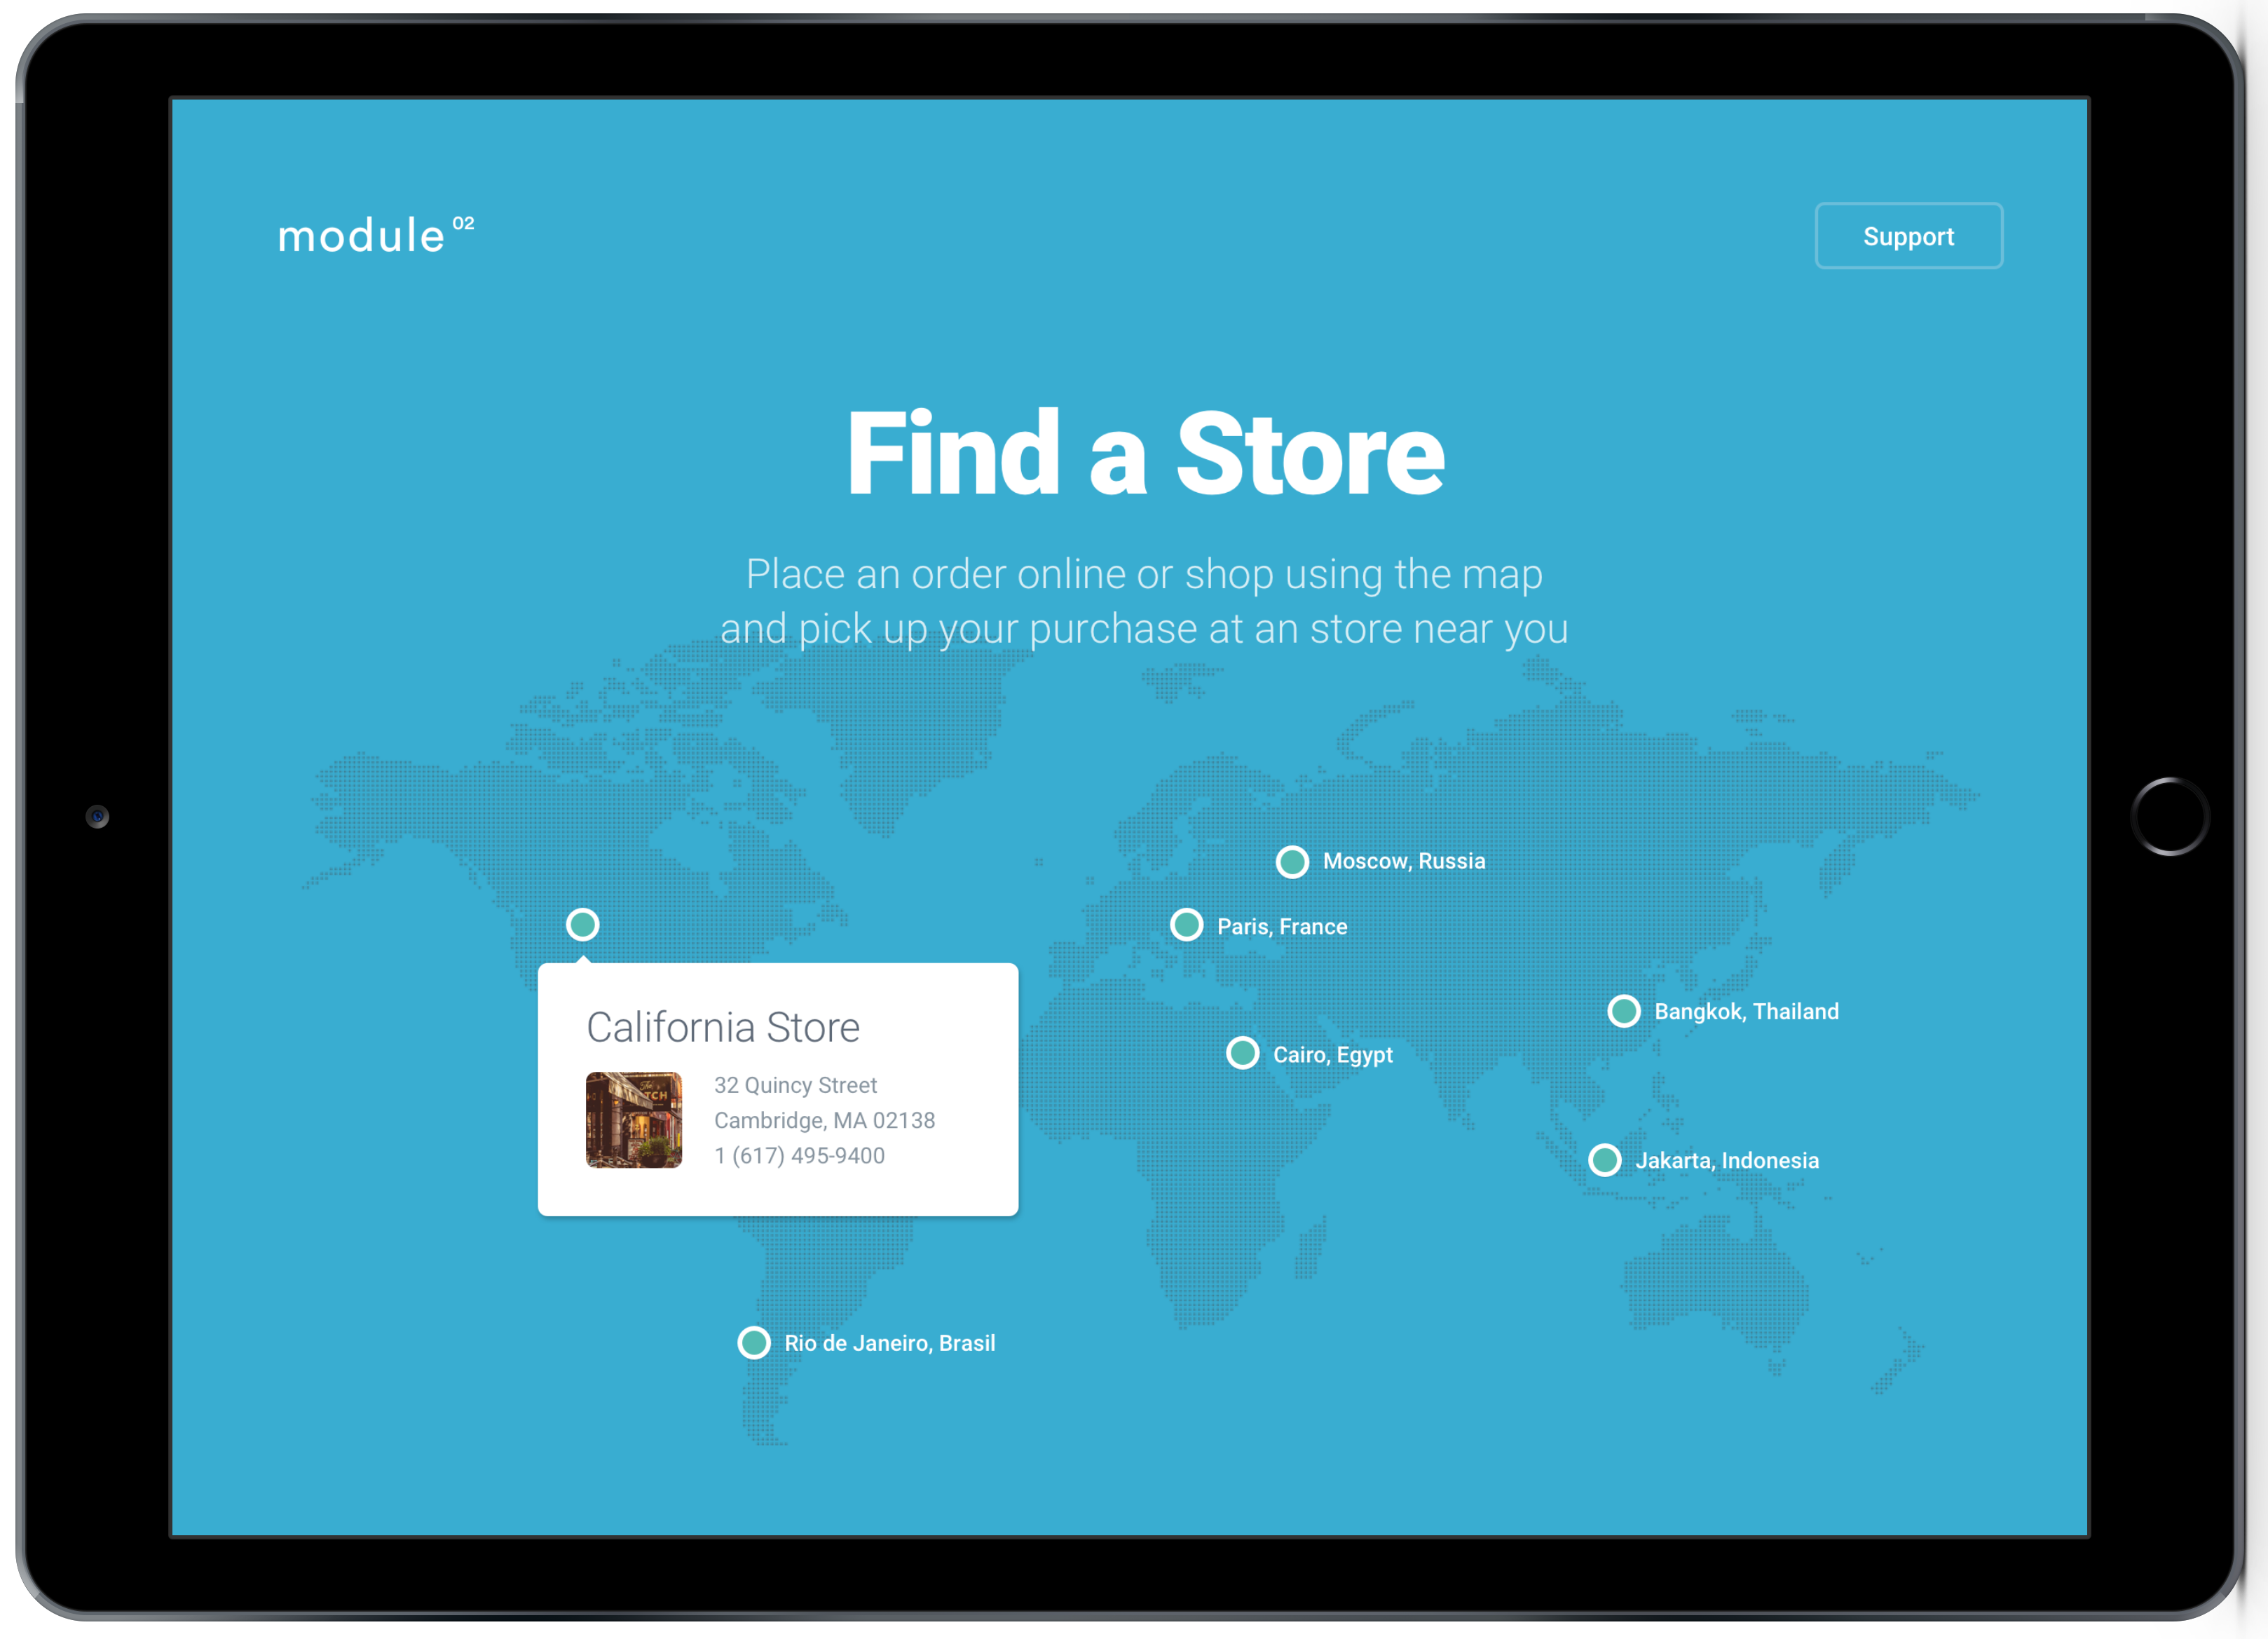 module 02
Support
Find a Store
Place an order online or shop using the map
and pick up your purchase at an store near you
Moscow, Russia
Paris, France
Bangkok, Thailand
Cairo, Egypt
California Store
32 Quincy Street
Cambridge, MA 02138
1 (617) 495-9400
The
TCH
Jakarta, Indonesia
Rio de Janeiro, Brasil